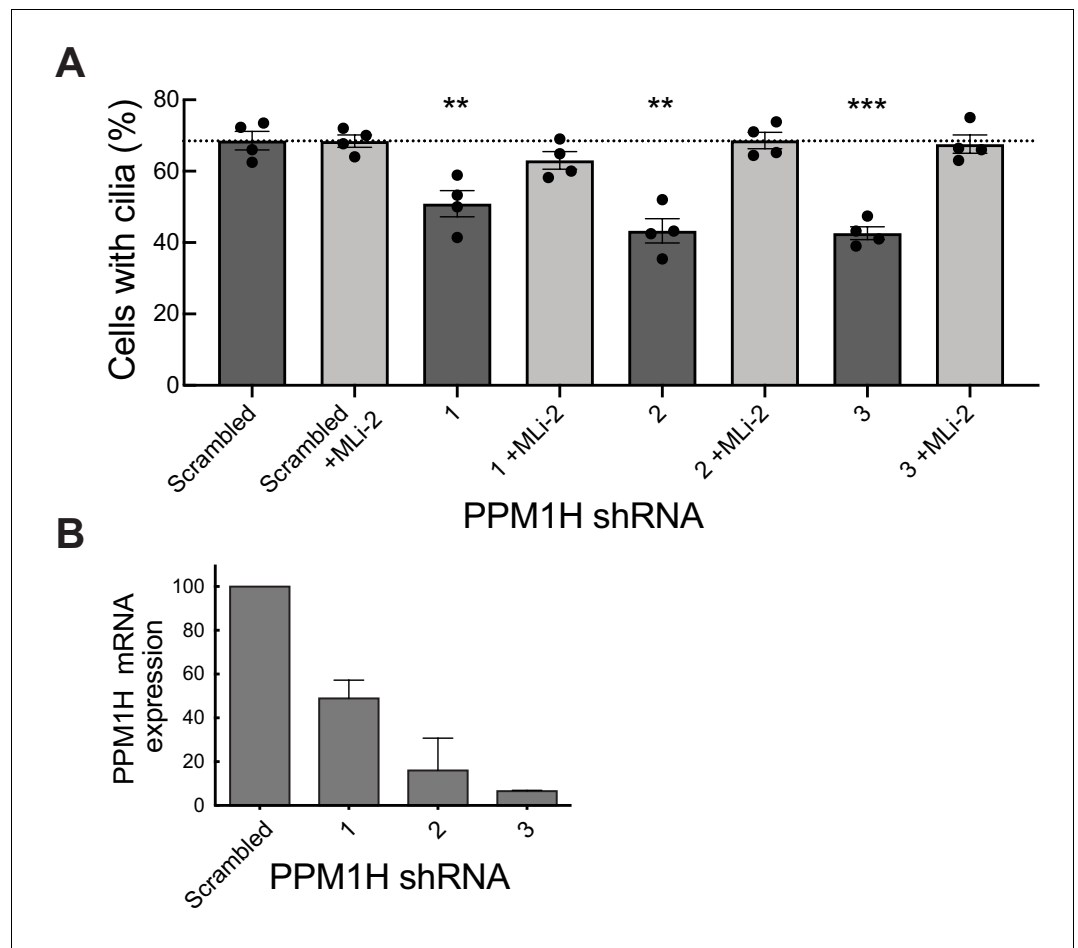 A
Cells with cilia (%)
80
60
40
20
0
**
**
***
Scrambled
Scrambled
+MLi-2
1
1 +MLi-2
2
2 +MLi-2
3
3 +MLi-2
PPM1H shRNA
B
PPM1H mRNA
expression
100
80
60
40
20
0
Scrambled
1
2
3
PPM1H shRNA